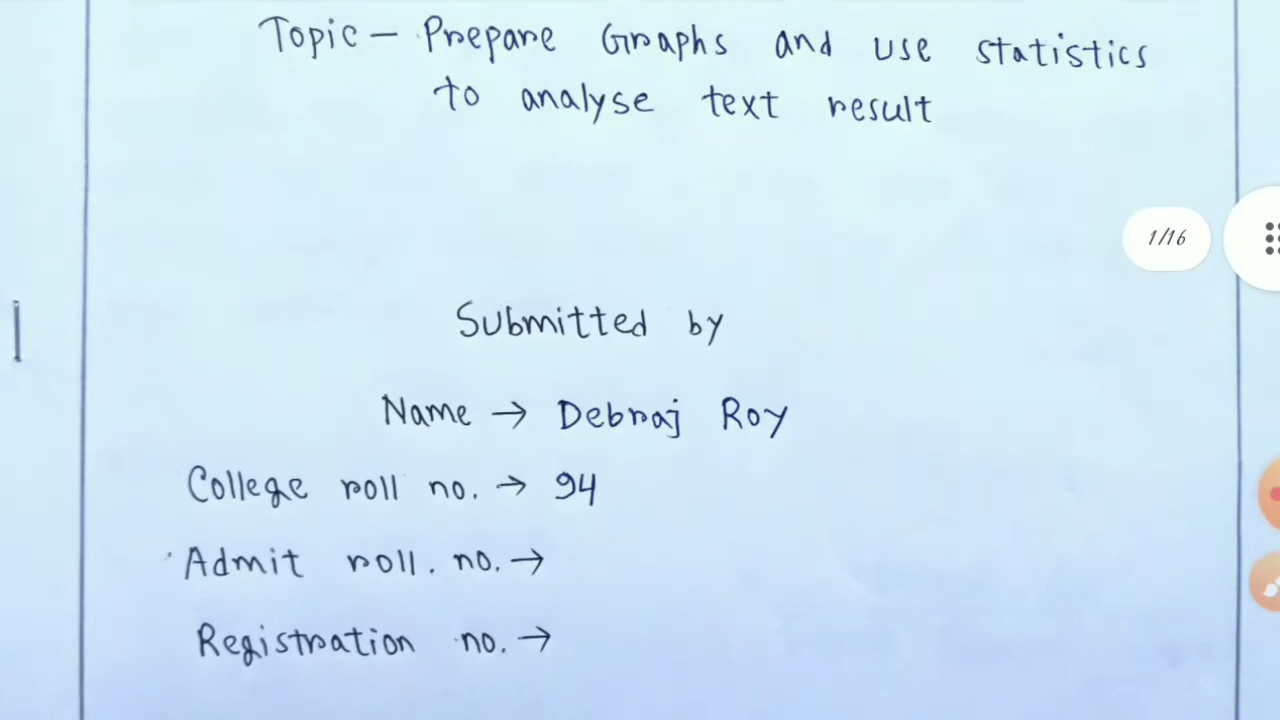 Topic – Prepare Graphs and use statistics
to analyse text result
1/16
Submitted by
Name → Debraj Roy
College roll no. → 94
Admit roll. no. →
Registration no. →